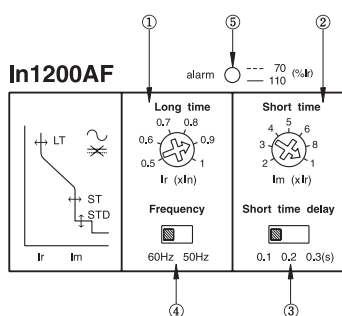 ① ⑤ ②
In1200AF
alarm --- 70 (%Ir)
— 110
Long time
0.5 0.6 0.7 0.8 0.9 1
Ir (xIn)
Short time
1 2 3 4 5 6 8 1
Im (xIr)
LT
ST
STD
Ir Im
Frequency
60Hz 50Hz
Short time delay
0.1 0.2 0.3(s)
④ ③